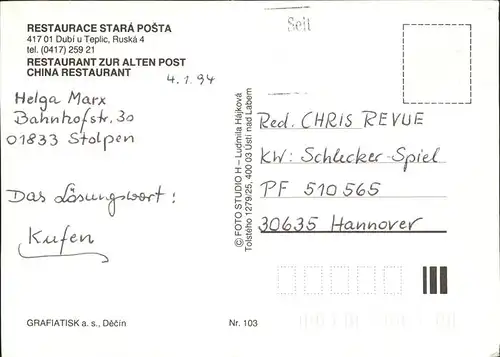 RESTAURACE STARÁ POŠTA
417 01 Dubí u Teplic, Ruská 4
tel. (0417) 259 21
RESTAURANT ZUR ALTEN POST
CHINA RESTAURANT
4.1.94
Helga Marx
Bahnhofstr. 30
01833 Stolpen
Das Lösungswort:
Kufen
GRAFIATISK a. s., Děčín
Nr. 103
© FOTO STUDIO H – Ludmila Hájková
Tolstého 1279/25, 400 03 Ústí nad Labem
Seit
Red. CHRIS REVUE
KW: Schlecker-Spiel
PF 510 565
30635 Hannover